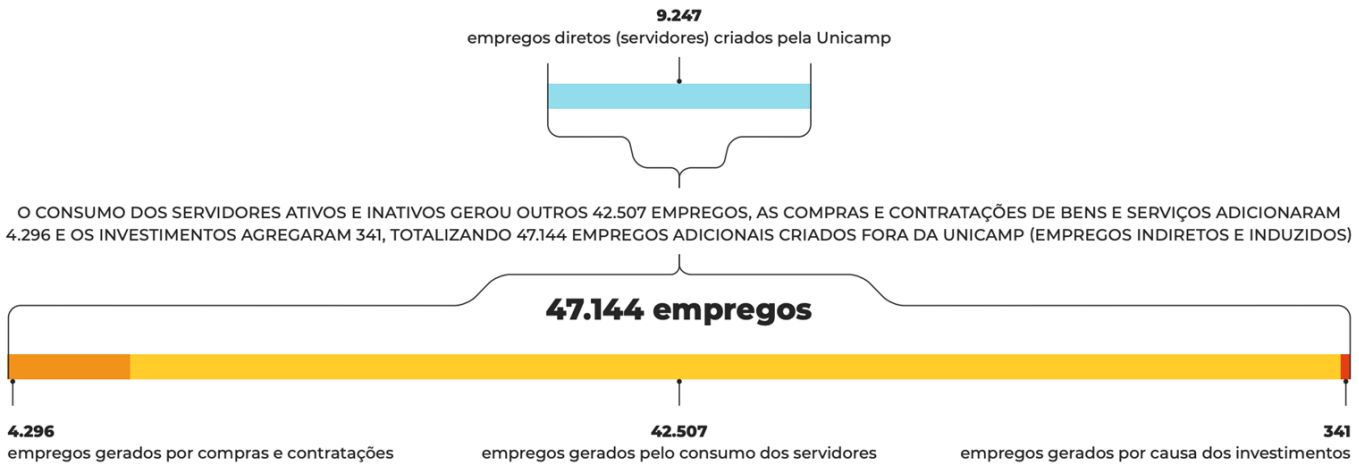 9.247
empregos diretos (servidores) criados pela Unicamp
O CONSUMO DOS SERVIDORES ATIVOS E INATIVOS GEROU OUTROS 42.507 EMPREGOS, AS COMPRAS E CONTRATAÇÕES DE BENS E SERVIÇOS ADICIONARAM
4.296 E OS INVESTIMENTOS AGREGARAM 341, TOTALIZANDO 47.144 EMPREGOS ADICIONAIS CRIADOS FORA DA UNICAMP (EMPREGOS INDIRETOS E INDUZIDOS)
47.144 empregos
4.296
empregos gerados por compras e contratações
42.507
empregos gerados pelo consumo dos servidores
341
empregos gerados por causa dos investimentos